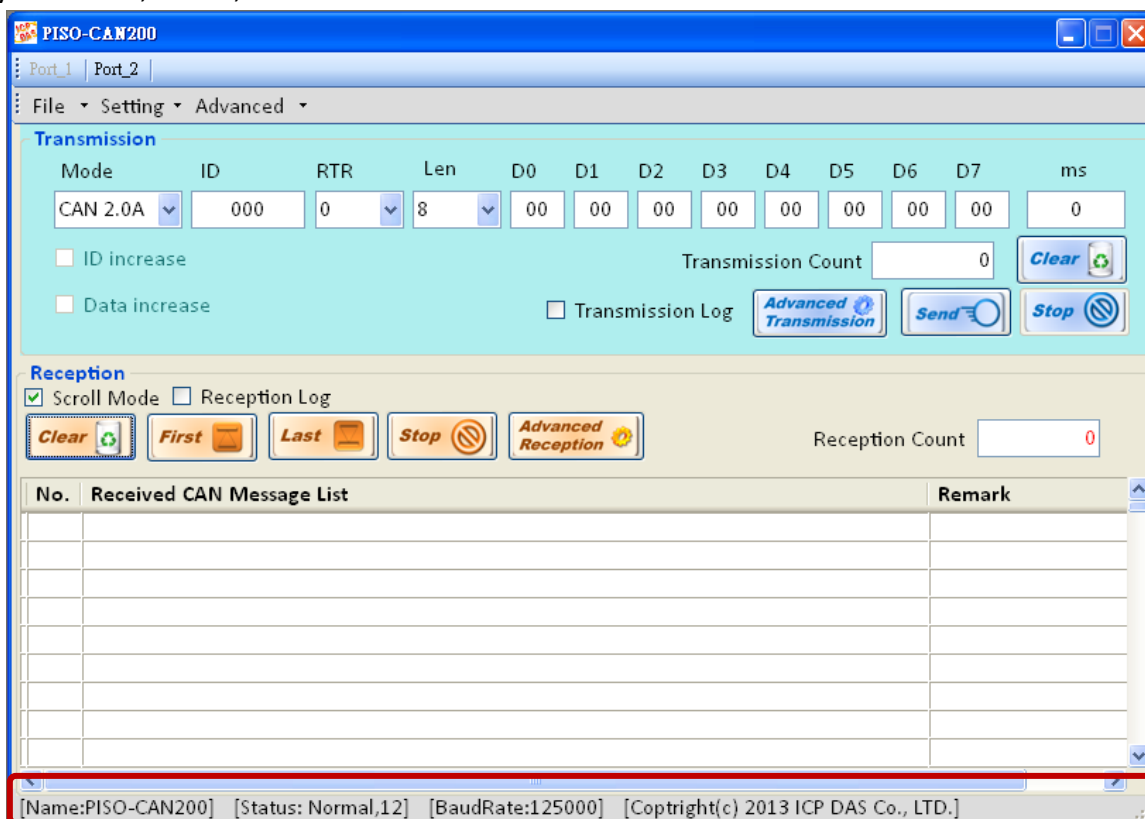 PISO-CAN200
Port_1 Port_2
File Setting Advanced
Transmission
Mode ID RTR Len D0 D1 D2 D3 D4 D5 D6 D7 ms
CAN 2.0A 000 0 8 00 00 00 00 00 00 00 00 0
ID increase Transmission Count 0 Clear
Data increase Transmission Log Advanced Transmission Send Stop
Reception
Scroll Mode Reception Log
Clear First Last Stop Advanced Reception Reception Count 0
No. Received CAN Message List Remark
[Name:PISO-CAN200] [Status: Normal,12] [BaudRate:125000] [Coptright(c) 2013 ICP DAS Co., LTD.]